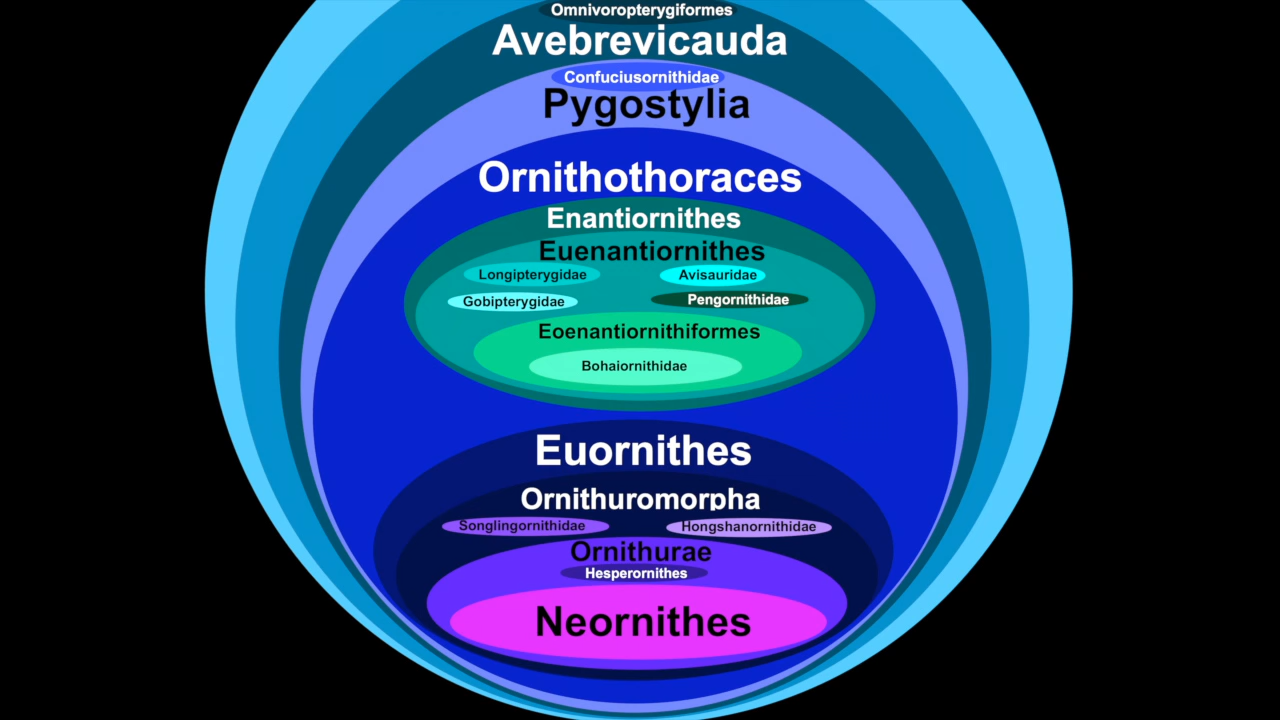 Omnivoropterygiformes
Avebrevicauda
Confuciusornithidae
Pygostylia
Ornithothoraces
Enantiornithes
Euenantiornithes
Longipterygidae
Avisauridae
Gobipterygidae
Pengornithidae
Eoenantiornithiformes
Bohaiornithidae
Euornithes
Ornithuromorpha
Songlingornithidae
Hongshanornithidae
Ornithurae
Hesperornithes
Neornithes